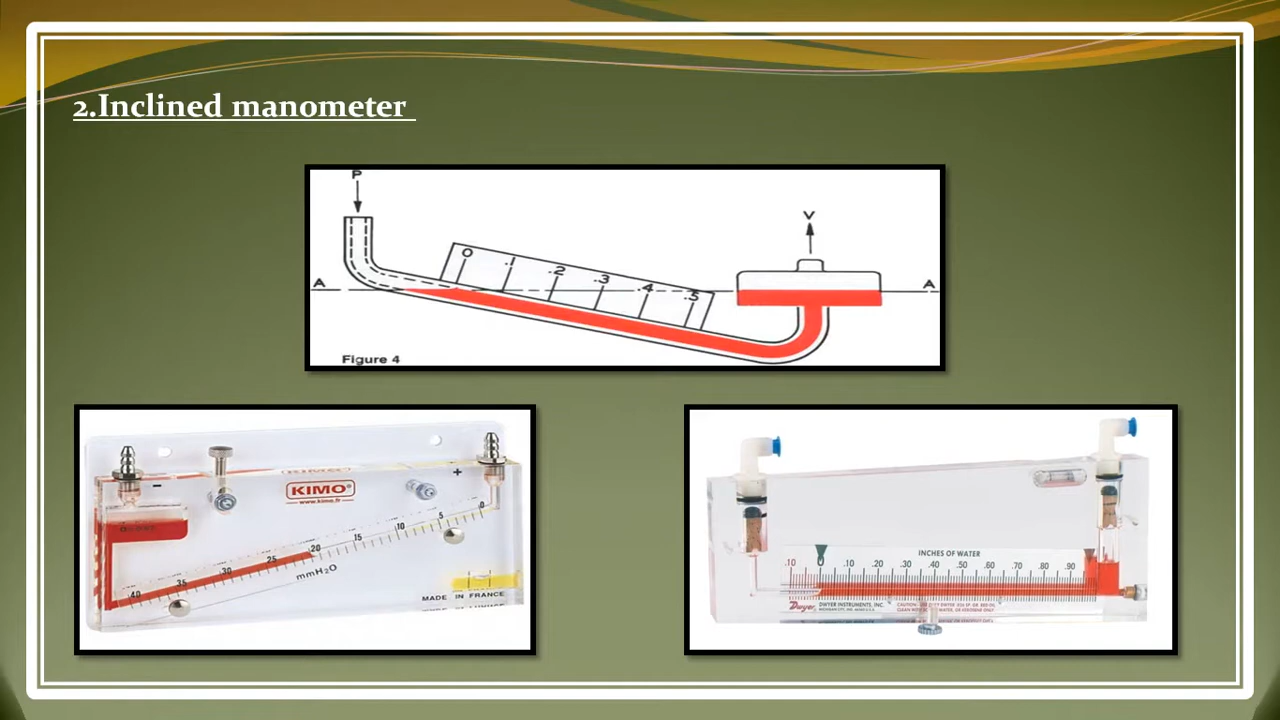 2.Inclined manometer
P
V
0 .1 .2 .3 .4 .5
A A
Figure 4
- KIMO® +
www.kimo.fr
0
5
10
15
20
25
30
35
40
mmH2O
MADE IN FRANCE
INCHES OF WATER
.10 0 .10 .20 .30 .40 .50 .60 .70 .80 .90
Dwyer DWYER INSTRUMENTS, INC.